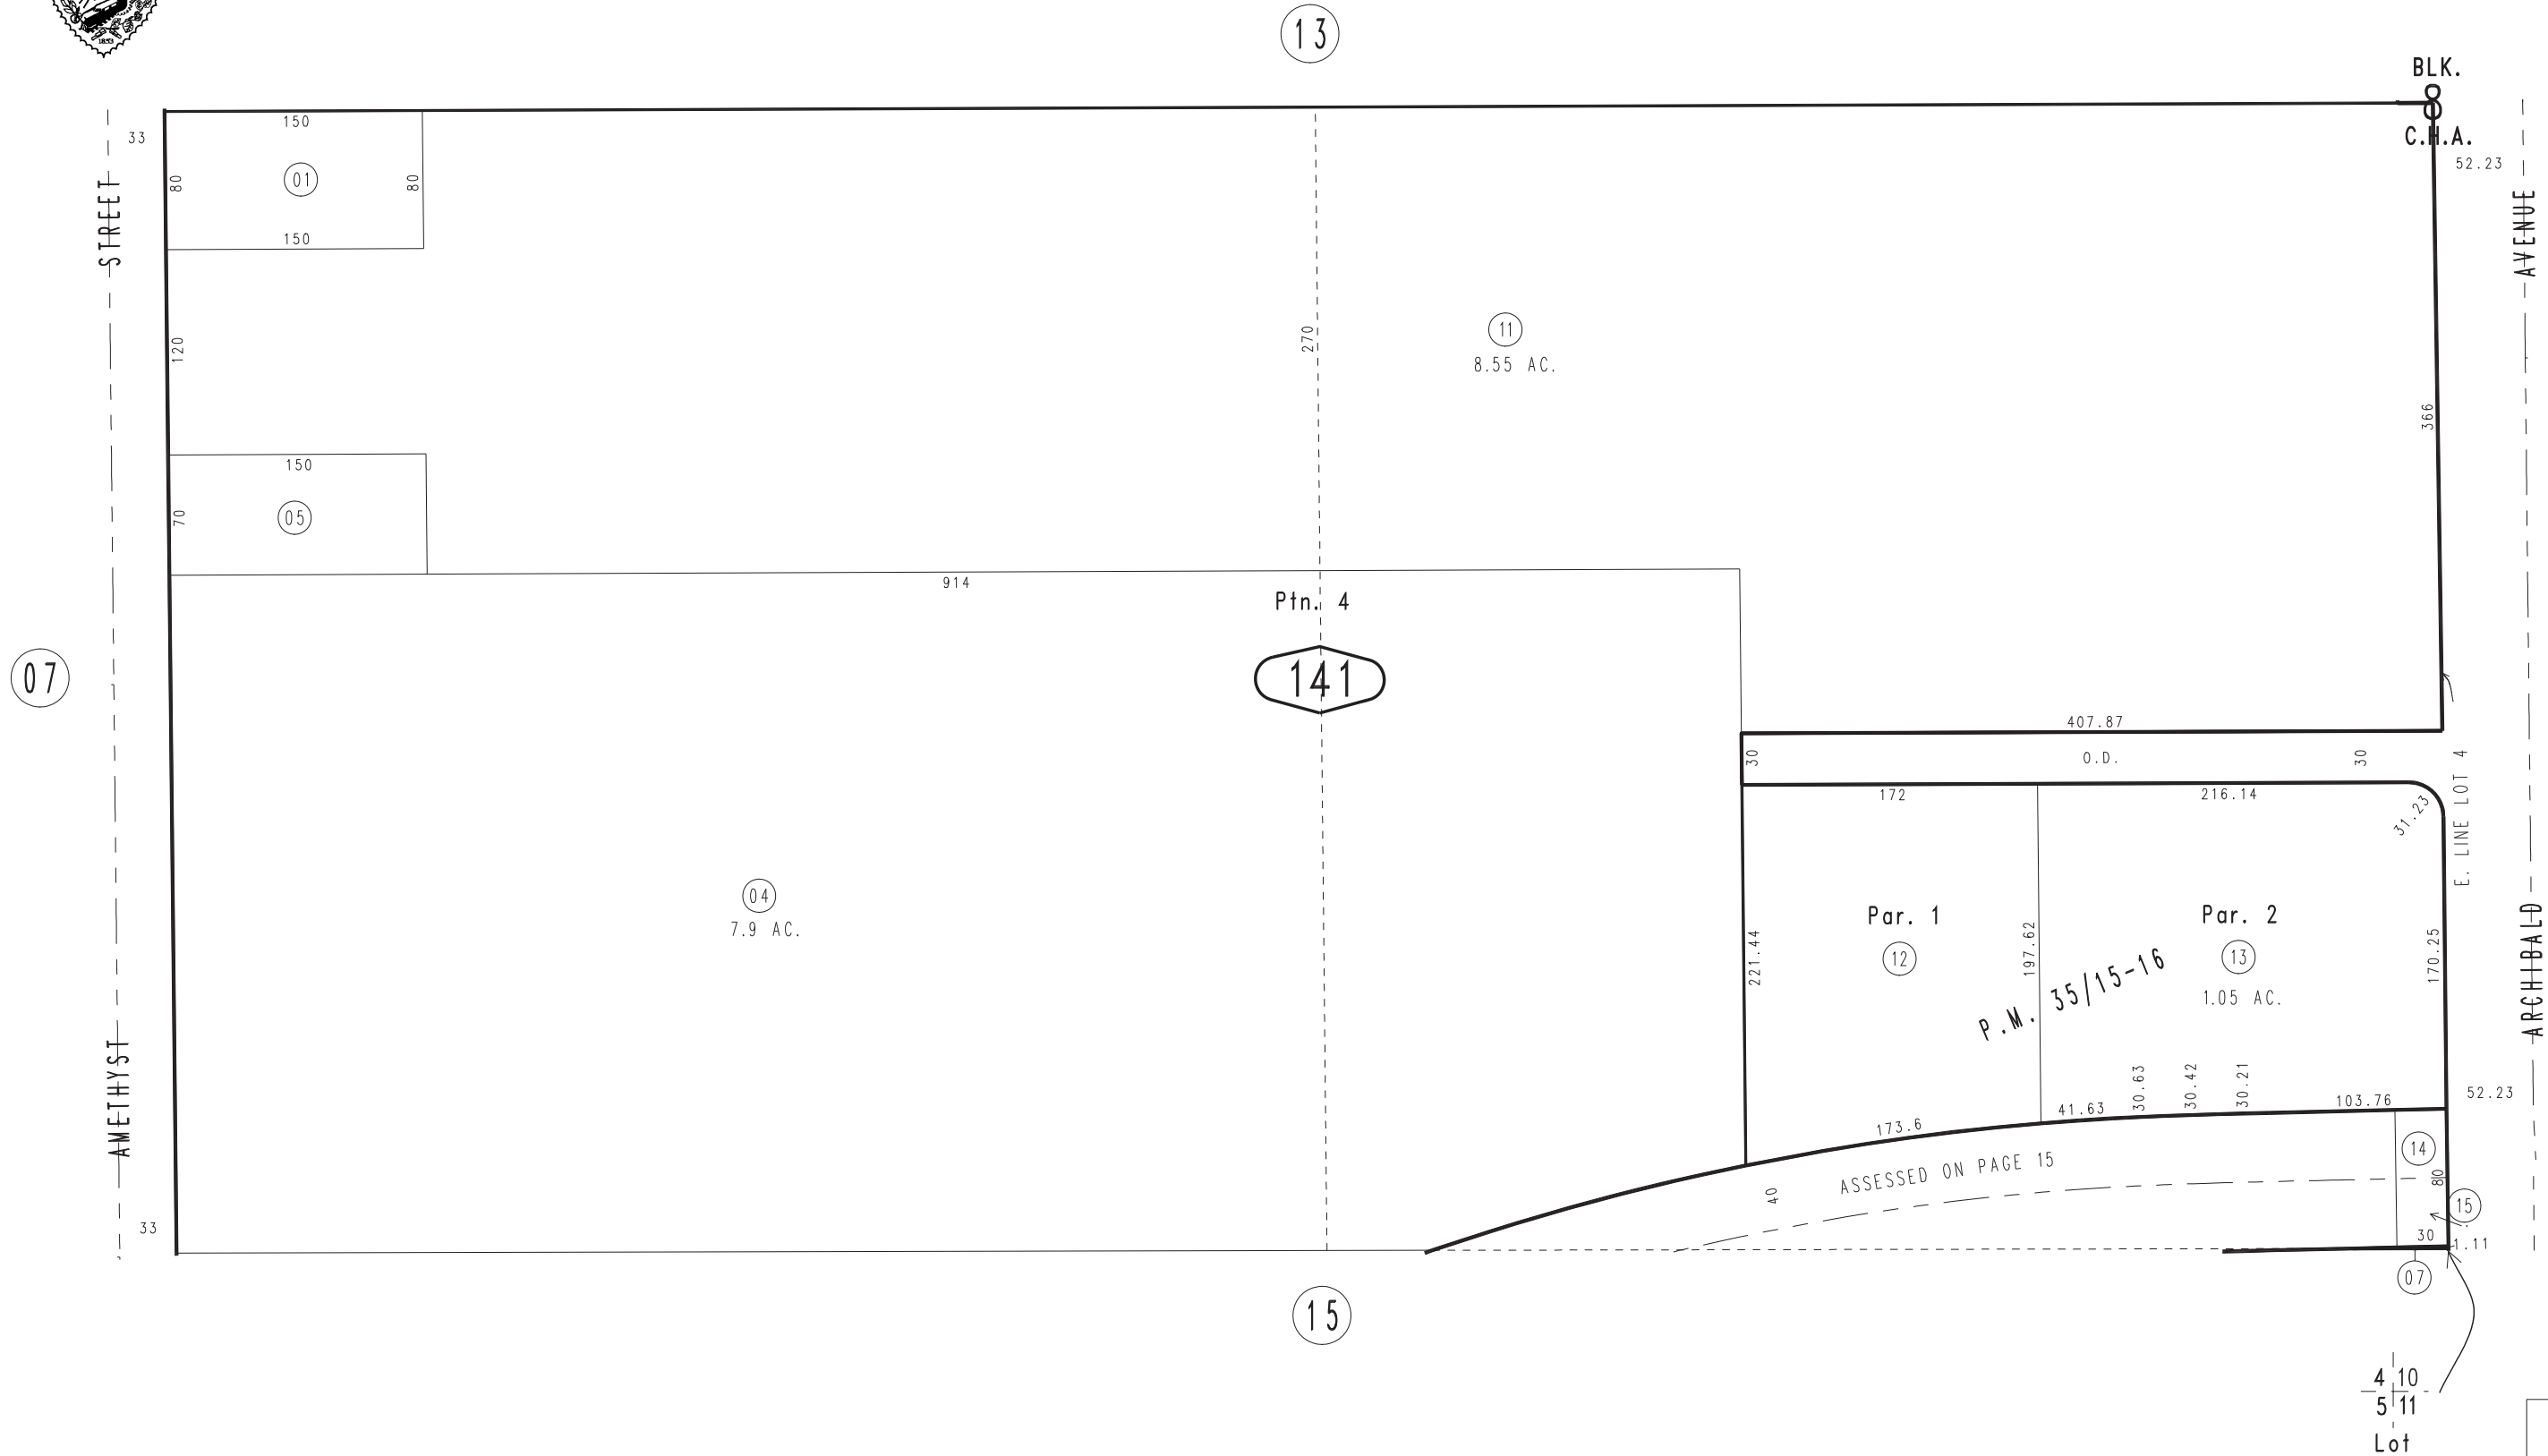 1853
13
BLK.
C.H.A.
33
150
52.23
80
01
80
STREET
AVENUE
150
120
270
11
8.55 AC.
366
150
70
05
914
Ptn. 4
141
07
407.87
30
O.D.
30
E. LINE LOT 4
172
216.14
31.23
04
7.9 AC.
Par. 1
Par. 2
12
13
221.44
197.62
170.25
P.M. 35/15-16
1.05 AC.
ARCHIBALD
AMETHYST
30.63
30.42
30.21
41.63
103.76
52.23
173.6
14
ASSESSED ON PAGE 15
40
80
15
33
30
1.11
07
15
4 10
5 11
Lot